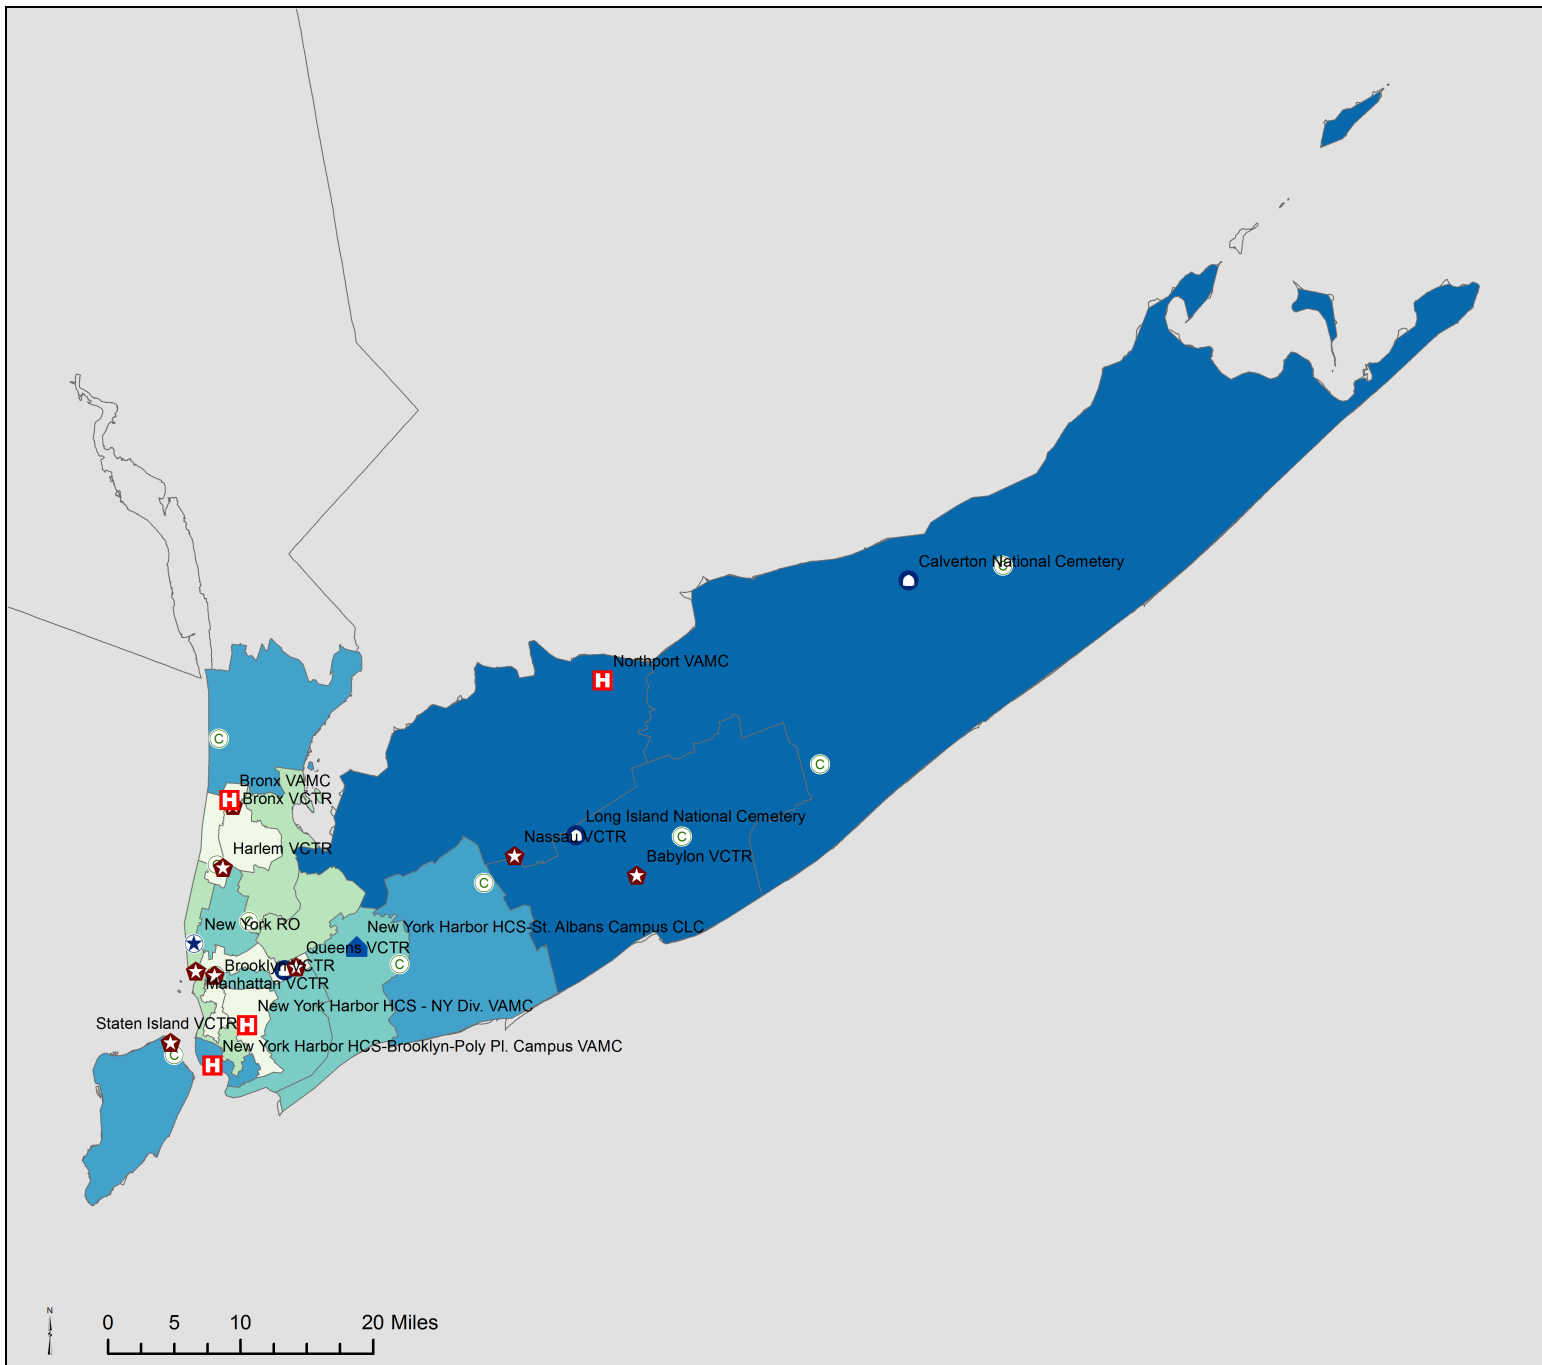 Calverton National Cemetery
C
Northport VAMC
H
C
C
Bronx VAMC
H
Bronx VCTR
Long Island National Cemetery
Nassau VCTR
C
Harlem VCTR
C
Babylon VCTR
C
C
New York RO
New York Harbor HCS-St. Albans Campus CLC
Queens VCTR
Brooklyn VCTR
C
Manhattan VCTR
New York Harbor HCS - NY Div. VAMC
H
Staten Island VCTR
C
New York Harbor HCS-Brooklyn-Poly Pl. Campus VAMC
H
N
0 5 10 20 Miles